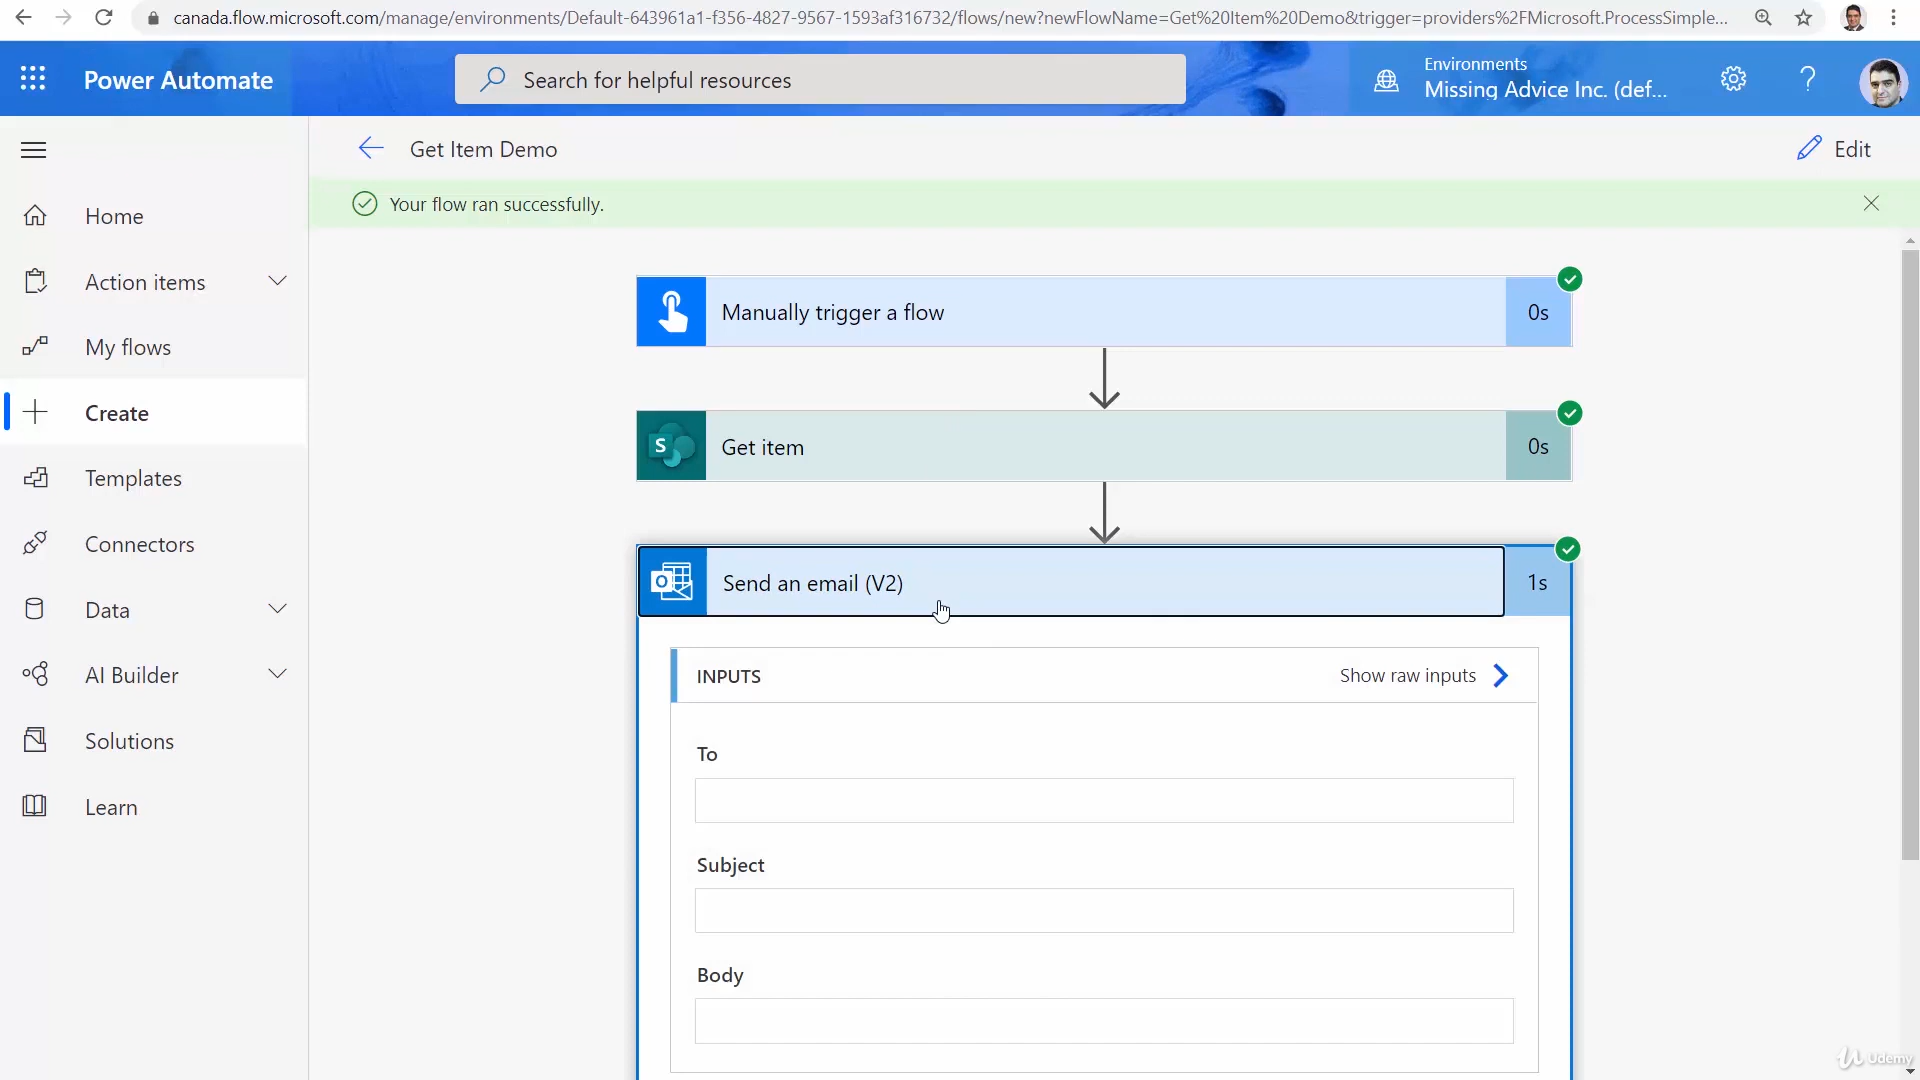 canada.flow.microsoft.com/manage/environments/Default-643961a1-f356-4827-9567-1593af316732/flows/new?newFlowName=Get%20Item%20Demo&trigger=providers%2FMicrosoft.ProcessSimple...
Power Automate
Search for helpful resources
Environments
Missing Advice Inc. (def...
?
Get Item Demo
Edit
Your flow ran successfully.
Home
Action items
My flows
Create
Templates
Connectors
Data
AI Builder
Solutions
Learn
Manually trigger a flow
0s
S
Get item
0s
O
Send an email (V2)
1s
INPUTS
Show raw inputs
To
Subject
Body
Udemy